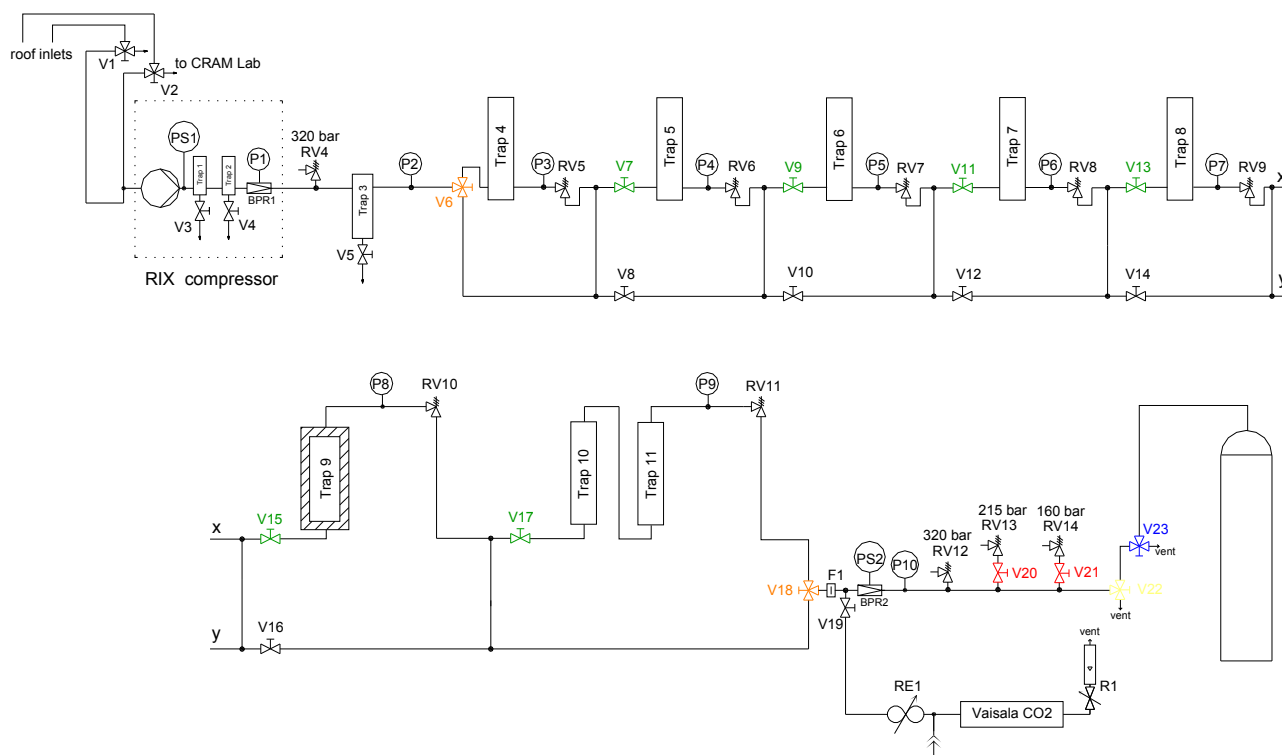 roof inlets
V1
to CRAM Lab
V2
PS1
Trap 1
Trap 2
P1
BPR1
V3
V4
RIX compressor
320 bar
RV4
Trap 3
V5
P2
V6
Trap 4
P3
RV5
V7
V8
Trap 5
P4
RV6
V9
V10
Trap 6
P5
RV7
V11
V12
Trap 7
P6
RV8
V13
V14
Trap 8
P7
RV9
x
y
x
y
V15
V16
Trap 9
P8
RV10
V17
Trap 10
Trap 11
P9
RV11
V18
F1
V19
PS2
BPR2
P10
320 bar
RV12
215 bar
RV13
V20
160 bar
RV14
V21
V22
vent
V23
vent
RE1
Vaisala CO2
R1
vent